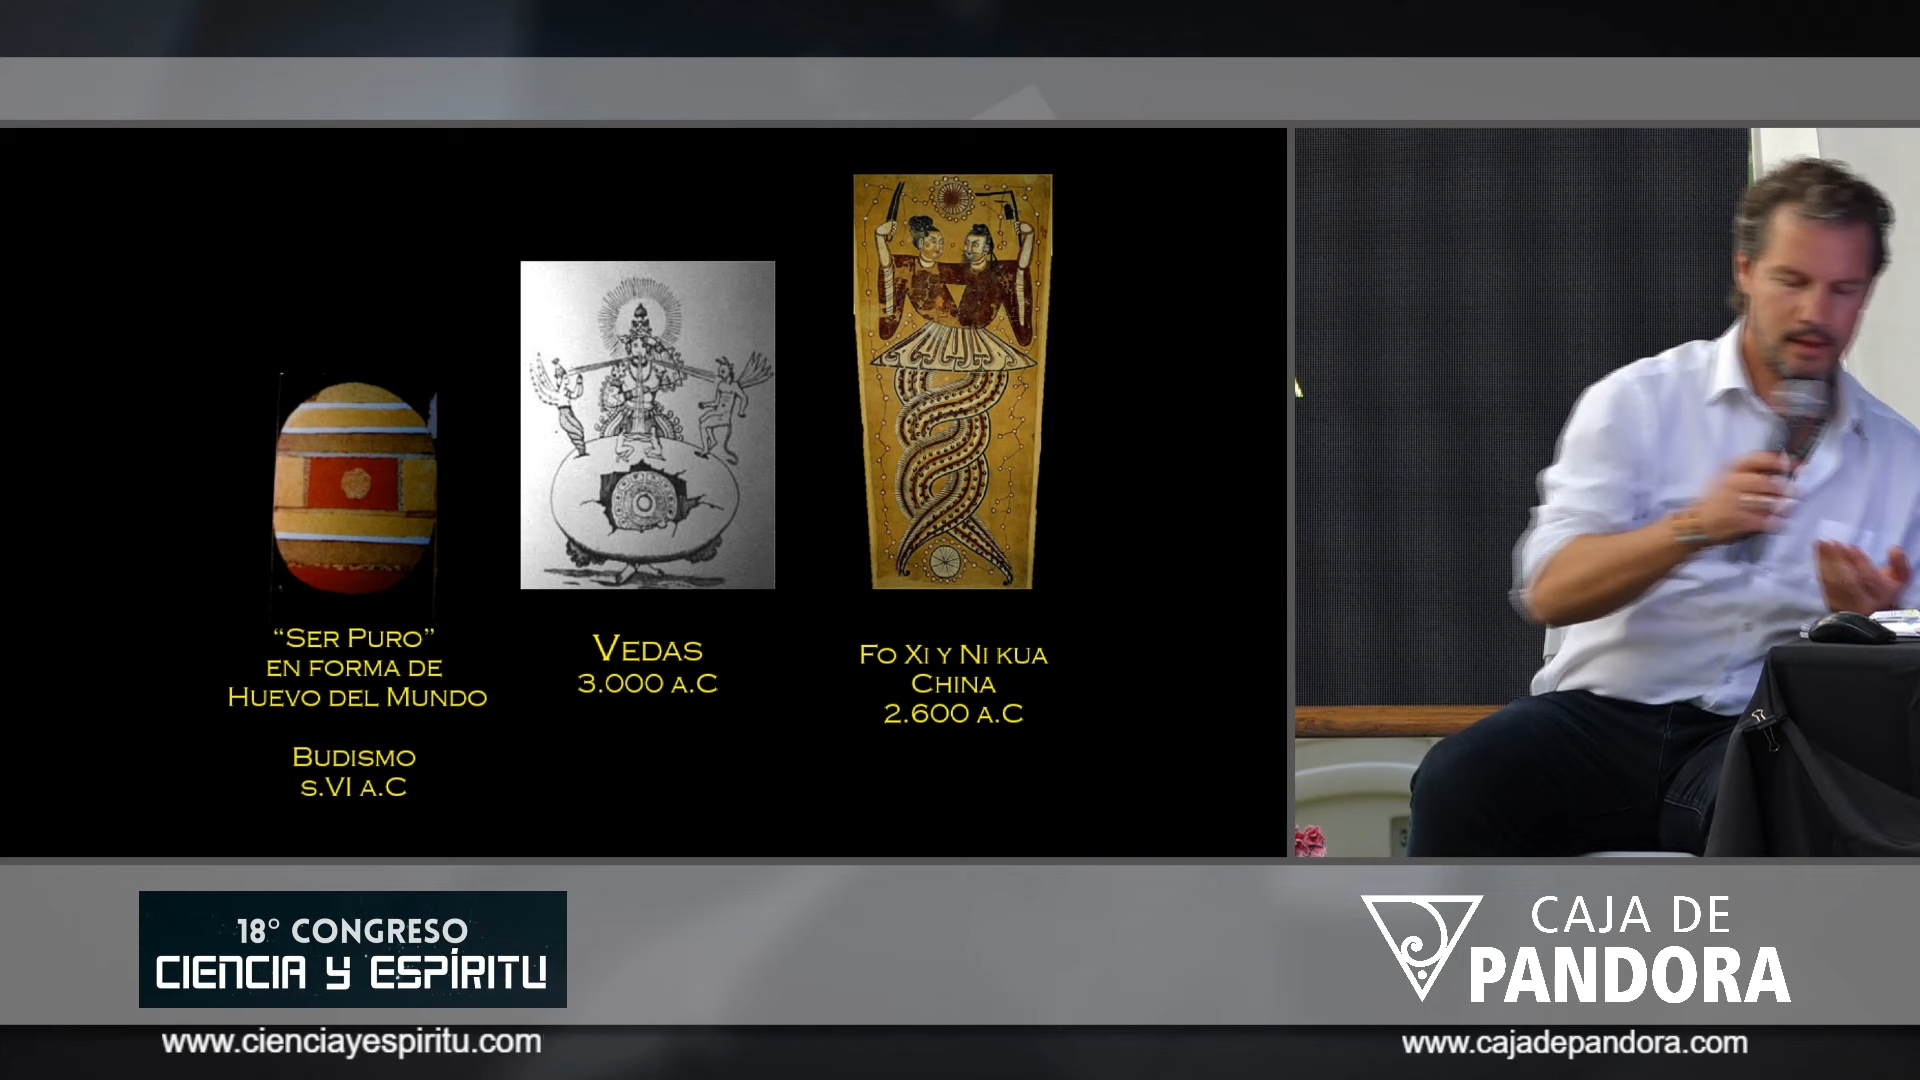 “Ser Puro”
en forma de
Huevo del Mundo
Budismo
s.VI a.C
Vedas
3.000 a.C
Fo Xi y Ni kua
China
2.600 a.C
18° CONGRESO
CIENCIA Y ESPÍRITU
www.cienciayespiritu.com
CAJA DE
PANDORA
www.cajadepandora.com